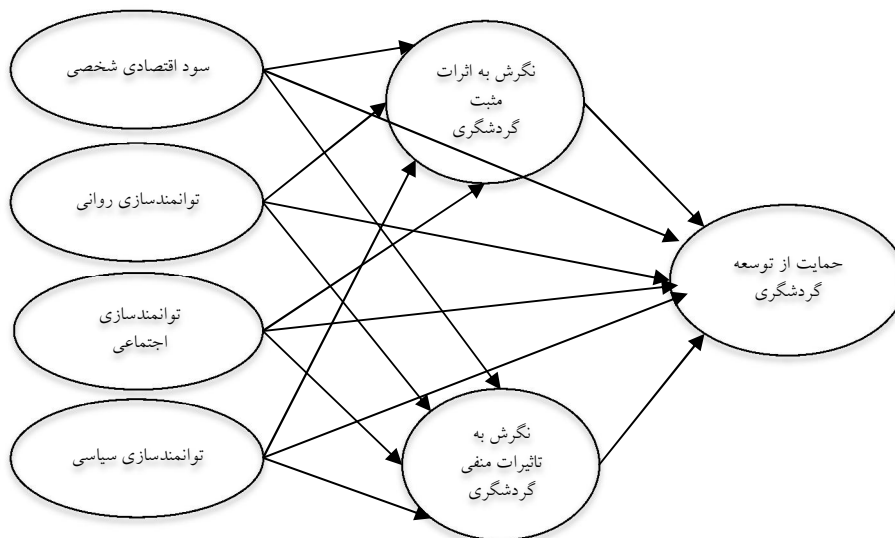 سود اقتصادی شخصی
توانمندسازی روانی
توانمندسازی
اجتماعی
توانمندسازی سیاسی
نگرش به اثرات
مثبت
گردشگری
نگرش به
تاثیرات منفی
گردشگری
حمایت از توسعه
گردشگری